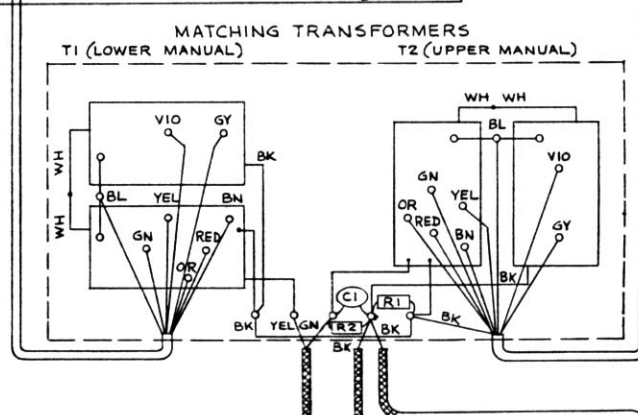 MATCHING TRANSFORMERS
T1 (LOWER MANUAL)
T2 (UPPER MANUAL)
WH WH
VIO
GY
BL
WH
BK
VIO
GN
BL
YEL
BN
YEL
OR
WH
GN
RED
RED
BN
GY
OR
BK
C1
R1
BK
YEL
GN
R2
BK
BK
BK